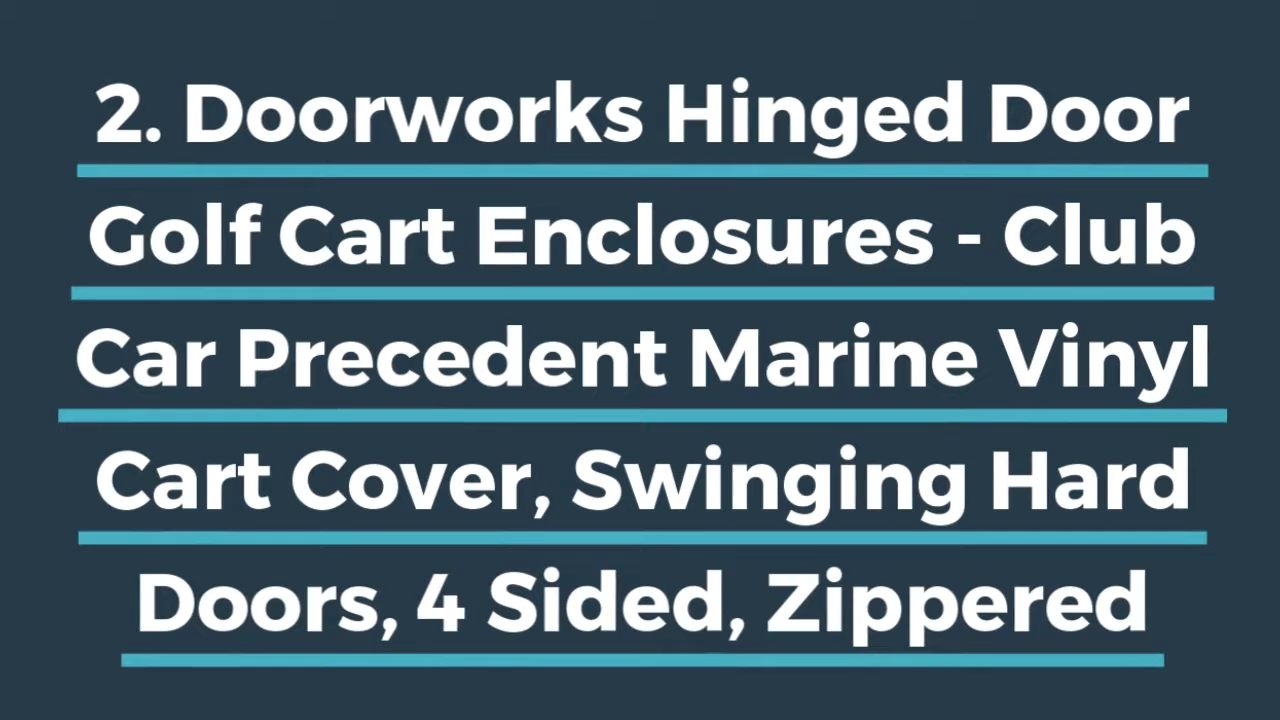 2. Doorworks Hinged Door
Golf Cart Enclosures - Club
Car Precedent Marine Vinyl
Cart Cover, Swinging Hard
Doors, 4 Sided, Zippered